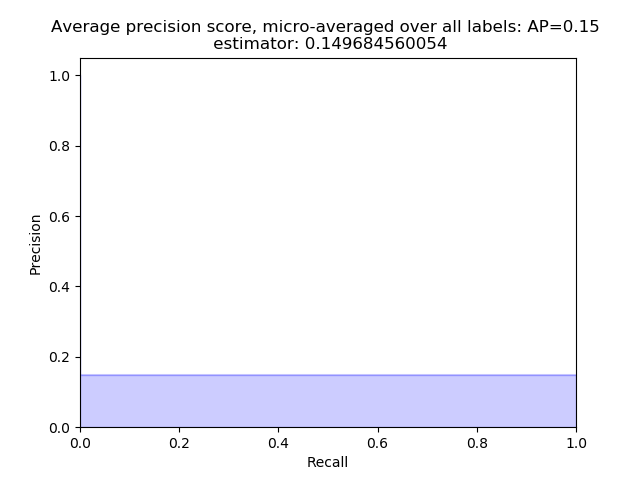 Average precision score, micro-averaged over all labels: AP=0.15
estimator: 0.149684560054
1.0
0.8
0.6
0.4
0.2
0.0
Precision
0.0 0.2 0.4 0.6 0.8 1.0
Recall